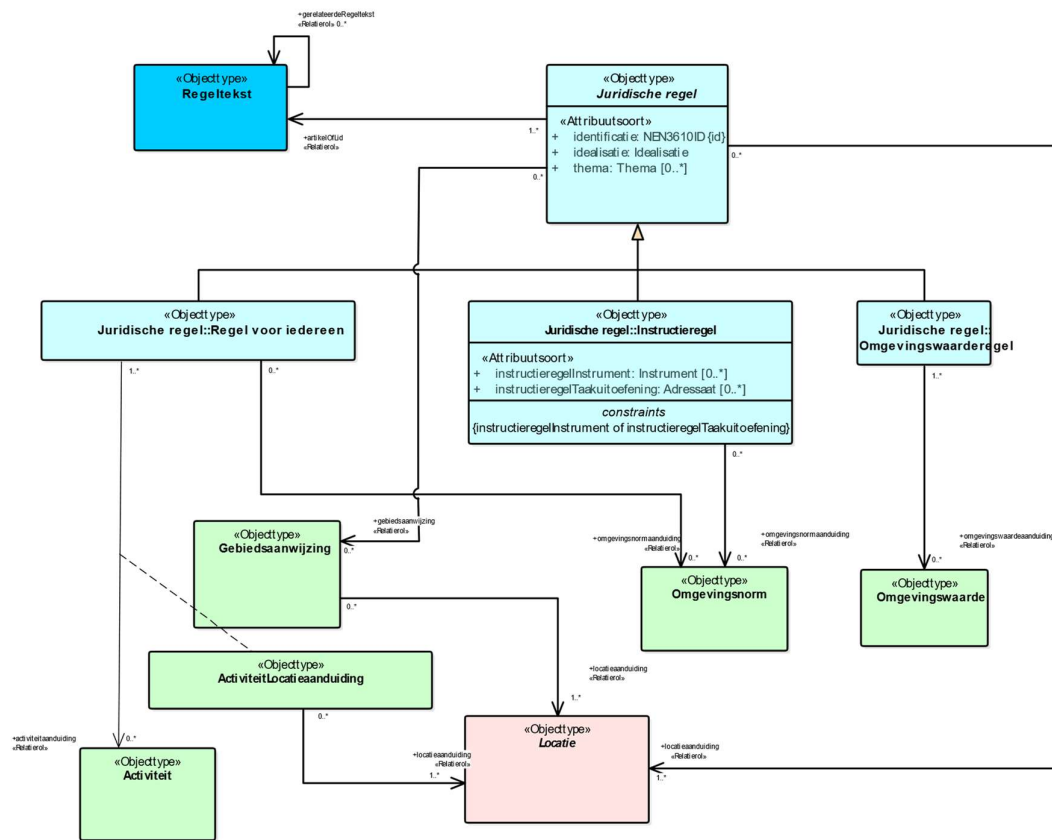 +gerelateerdeRegeltekst
«Relatierol» 0..*
«Objecttype»
Regeltekst
«Objecttype»
Juridische regel
«Attribuutsoort»
+ identificatie: NEN3610ID {id}
+ idealisatie: Idealisatie
+ thema: Thema [0..*]
1..*
+artikelOfLid
«Relatierol»
0..*
0..*
«Objecttype»
Juridische regel::Regel voor iedereen
«Objecttype»
Juridische regel::Instructieregel
«Attribuutsoort»
+ instructieregelInstrument: Instrument [0..*]
+ instructieregelTaakuitoefening: Adressaat [0..*]
constraints
{instructieregelInstrument of instructieregelTaakuitoefening}
«Objecttype»
Juridische regel::
Omgevingswaarderegel
1..*
0..*
1..*
0..*
+gebiedsaanwijzing
«Relatierol»
0..*
«Objecttype»
Gebiedsaanwijzing
+omgevingsnormaanduiding
«Relatierol»
0..*
+omgevingsnormaanduiding
«Relatierol»
0..*
+omgevingswaardeaanduiding
«Relatierol»
0..*
«Objecttype»
Omgevingsnorm
«Objecttype»
Omgevingswaarde
0..*
«Objecttype»
ActiviteitLocatieaanduiding
+locatieaanduiding
«Relatierol»
1..*
0..*
«Objecttype»
Locatie
+activiteitaanduiding
«Relatierol»
0..*
«Objecttype»
Activiteit
+locatieaanduiding
«Relatierol»
1..*
+locatieaanduiding
«Relatierol»
1..*